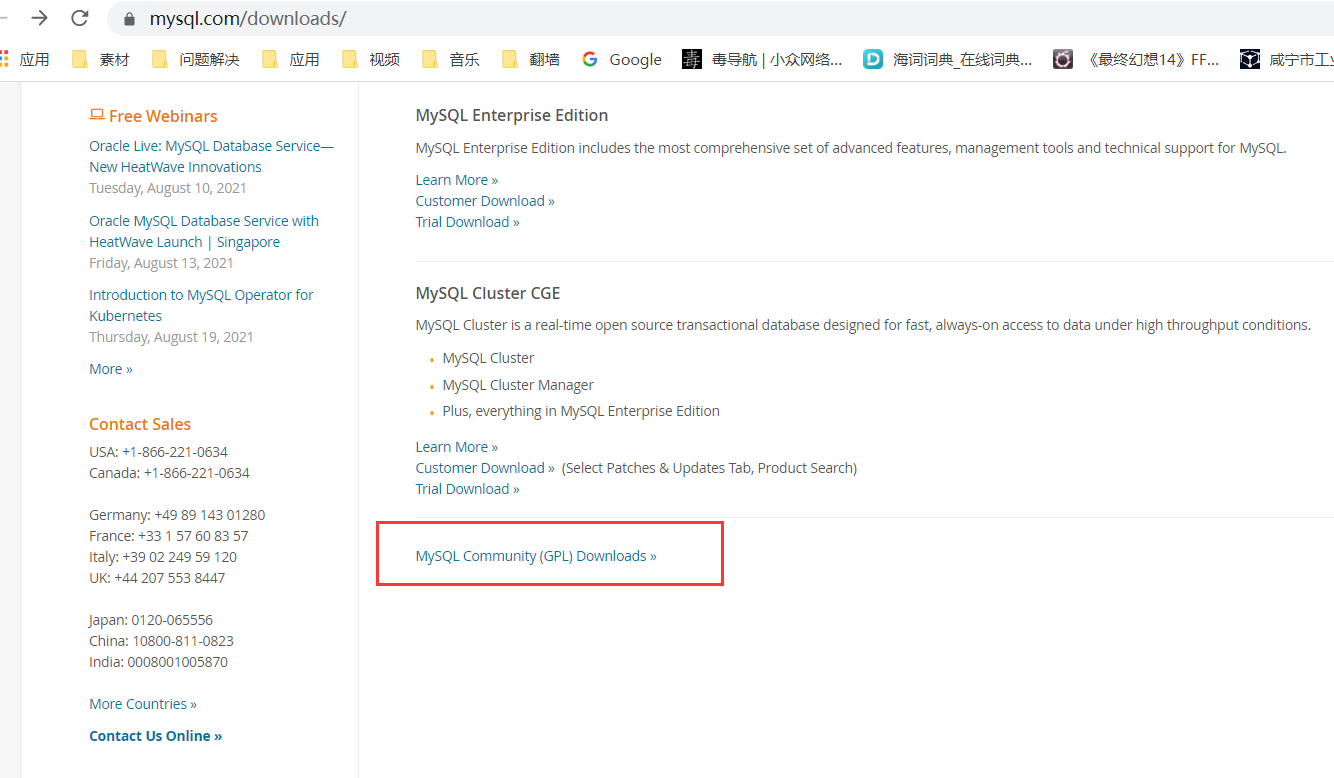 mysql.com/downloads/
应用 素材 问题解决 应用 视频 音乐 翻墙 Google 毒导航 | 小众网络... 海词词典_在线词典... 《最终幻想14》FF... 咸宁市工业
Free Webinars
Oracle Live: MySQL Database Service—
New HeatWave Innovations
Tuesday, August 10, 2021
Oracle MySQL Database Service with
HeatWave Launch | Singapore
Friday, August 13, 2021
Introduction to MySQL Operator for
Kubernetes
Thursday, August 19, 2021
More »
Contact Sales
USA: +1-866-221-0634
Canada: +1-866-221-0634
Germany: +49 89 143 01280
France: +33 1 57 60 83 57
Italy: +39 02 249 59 120
UK: +44 207 553 8447
Japan: 0120-065556
China: 10800-811-0823
India: 0008001005870
More Countries »
Contact Us Online »
MySQL Enterprise Edition
MySQL Enterprise Edition includes the most comprehensive set of advanced features, management tools and technical support for MySQL.
Learn More »
Customer Download »
Trial Download »
MySQL Cluster CGE
MySQL Cluster is a real-time open source transactional database designed for fast, always-on access to data under high throughput conditions.
MySQL Cluster
MySQL Cluster Manager
Plus, everything in MySQL Enterprise Edition
Learn More »
Customer Download » (Select Patches & Updates Tab, Product Search)
Trial Download »
MySQL Community (GPL) Downloads »